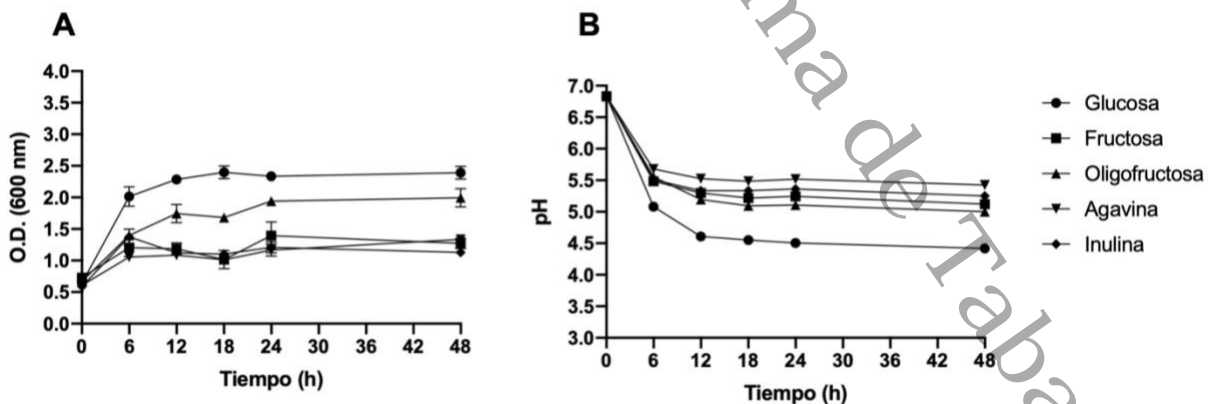 A
O.D. (600 nm)
4.0
3.5
3.0
2.5
2.0
1.5
1.0
0.5
0.0
0 6 12 18 24 30 36 42 48
Tiempo (h)
B
pH
7.0
6.5
6.0
5.5
5.0
4.5
4.0
3.5
3.0
0 6 12 18 24 30 36 42 48
Tiempo (h)
Glucosa
Fructosa
Oligofructosa
Agavina
Inulina
ma de Taba